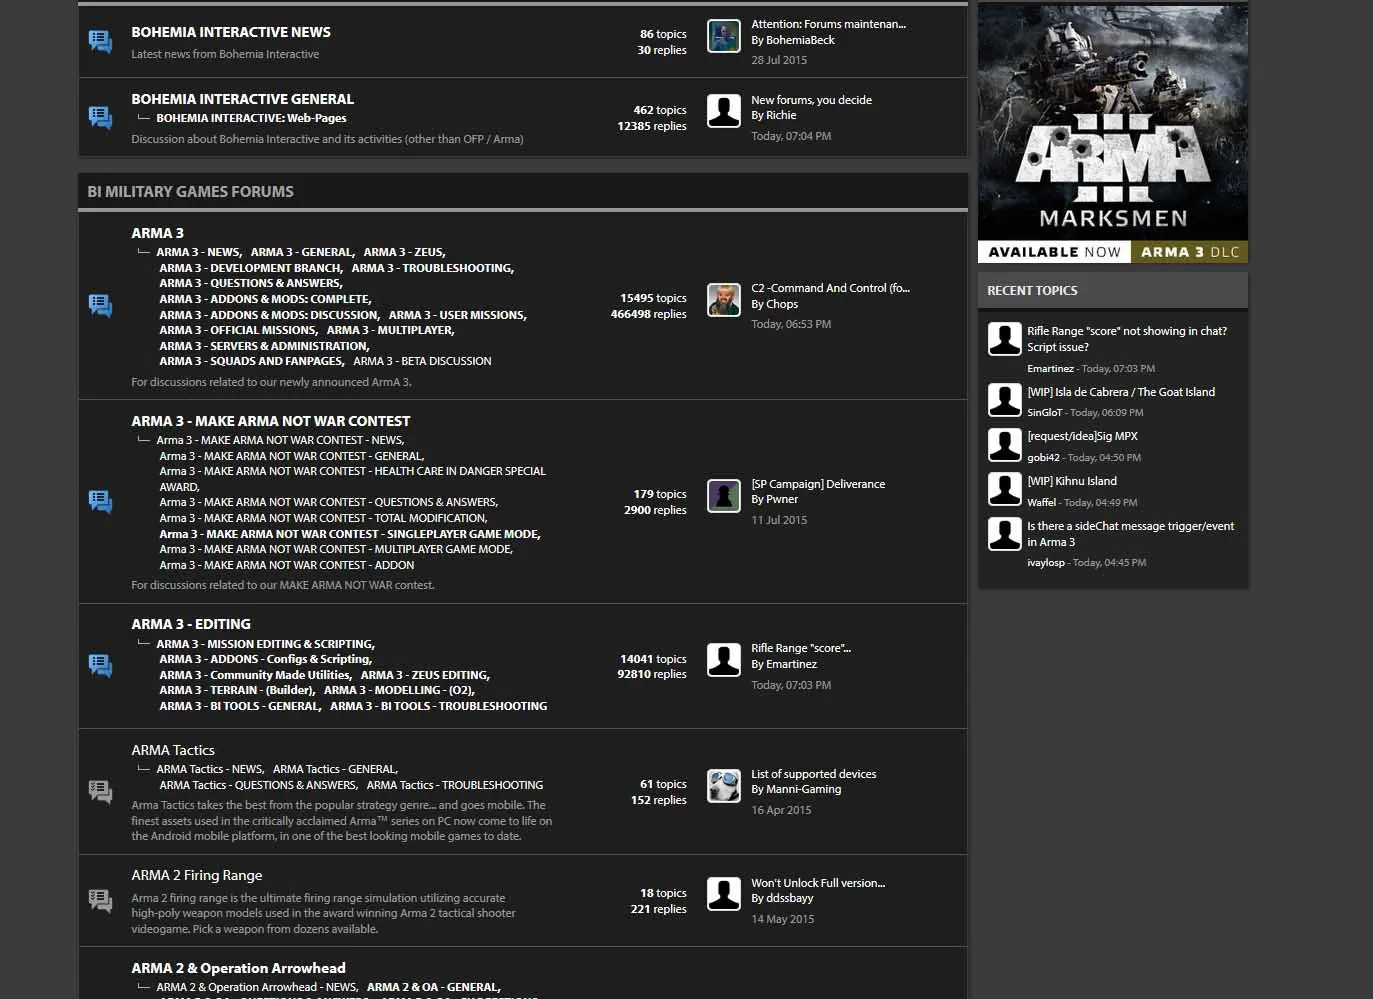 BOHEMIA INTERACTIVE NEWS
Latest news from Bohemia Interactive
86 topics
30 replies
Attention: Forums maintenan...
By BohemiaBeck
28 Jul 2015
BOHEMIA INTERACTIVE GENERAL
BOHEMIA INTERACTIVE: Web-Pages
Discussion about Bohemia Interactive and its activities (other than OFP / Arma)
462 topics
12385 replies
New forums, you decide
By Richie
Today, 07:04 PM
BI MILITARY GAMES FORUMS
ARMA 3
ARMA 3 - NEWS, ARMA 3 - GENERAL, ARMA 3 - ZEUS,
ARMA 3 - DEVELOPMENT BRANCH, ARMA 3 - TROUBLESHOOTING,
ARMA 3 - QUESTIONS & ANSWERS,
ARMA 3 - ADDONS & MODS: COMPLETE,
ARMA 3 - ADDONS & MODS: DISCUSSION, ARMA 3 - USER MISSIONS,
ARMA 3 - OFFICIAL MISSIONS, ARMA 3 - MULTIPLAYER,
ARMA 3 - SERVERS & ADMINISTRATION,
ARMA 3 - SQUADS AND FANPAGES, ARMA 3 - BETA DISCUSSION
For discussions related to our newly announced ArmA 3.
15495 topics
466498 replies
C2 -Command And Control (fo...
By Chops
Today, 06:53 PM
ARMA 3 - MAKE ARMA NOT WAR CONTEST
Arma 3 - MAKE ARMA NOT WAR CONTEST - NEWS,
Arma 3 - MAKE ARMA NOT WAR CONTEST - GENERAL,
Arma 3 - MAKE ARMA NOT WAR CONTEST - HEALTH CARE IN DANGER SPECIAL
AWARD,
Arma 3 - MAKE ARMA NOT WAR CONTEST - QUESTIONS & ANSWERS,
Arma 3 - MAKE ARMA NOT WAR CONTEST - TOTAL MODIFICATION,
Arma 3 - MAKE ARMA NOT WAR CONTEST - SINGLEPLAYER GAME MODE,
Arma 3 - MAKE ARMA NOT WAR CONTEST - MULTIPLAYER GAME MODE,
Arma 3 - MAKE ARMA NOT WAR CONTEST - ADDON
For discussions related to our MAKE ARMA NOT WAR contest.
179 topics
2900 replies
[SP Campaign] Deliverance
By Pwner
11 Jul 2015
ARMA 3 - EDITING
ARMA 3 - MISSION EDITING & SCRIPTING,
ARMA 3 - ADDONS - Configs & Scripting,
ARMA 3 - Community Made Utilities, ARMA 3 - ZEUS EDITING,
ARMA 3 - TERRAIN - (Builder), ARMA 3 - MODELLING - (O2),
ARMA 3 - BI TOOLS - GENERAL, ARMA 3 - BI TOOLS - TROUBLESHOOTING
14041 topics
92810 replies
Rifle Range "score"...
By Emartinez
Today, 07:03 PM
ARMA Tactics
ARMA Tactics - NEWS, ARMA Tactics - GENERAL,
ARMA Tactics - QUESTIONS & ANSWERS, ARMA Tactics - TROUBLESHOOTING
Arma Tactics takes the best from the popular strategy genre... and goes mobile. The
finest assets used in the critically acclaimed Arma™ series on PC now come to life on
the Android mobile platform, in one of the best looking mobile games to date.
61 topics
152 replies
List of supported devices
By Manni-Gaming
16 Apr 2015
ARMA 2 Firing Range
Arma 2 firing range is the ultimate firing range simulation utilizing accurate
high-poly weapon models used in the award winning Arma 2 tactical shooter
videogame. Pick a weapon from dozens available.
18 topics
221 replies
Won't Unlock Full version...
By ddssbayy
14 May 2015
ARMA 2 & Operation Arrowhead
ARMA 2 & Operation Arrowhead - NEWS, ARMA 2 & OA - GENERAL,
ARMA III
MARKSMEN
AVAILABLE NOW ARMA 3 DLC
RECENT TOPICS
Rifle Range "score" not showing in chat?
Script issue?
Emartinez - Today, 07:03 PM
[WIP] Isla de Cabrera / The Goat Island
SinGloT - Today, 06:09 PM
[request/idea]Sig MPX
gobi42 - Today, 04:50 PM
[WIP] Kihnu Island
Waffel - Today, 04:49 PM
Is there a sideChat message trigger/event
in Arma 3
ivaylosp - Today, 04:45 PM